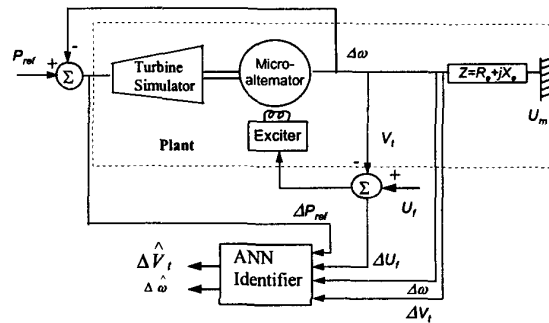 P_ref
+
-
Σ
Turbine
Simulator
Micro-
alternator
Δω
Z=R_e+jX_e
U_m
Exciter
Plant
V_t
-
Σ
+
U_f
ΔP_ref
ΔU_f
ΔV̂_t
Δω̂
ANN
Identifier
Δω
ΔV_t